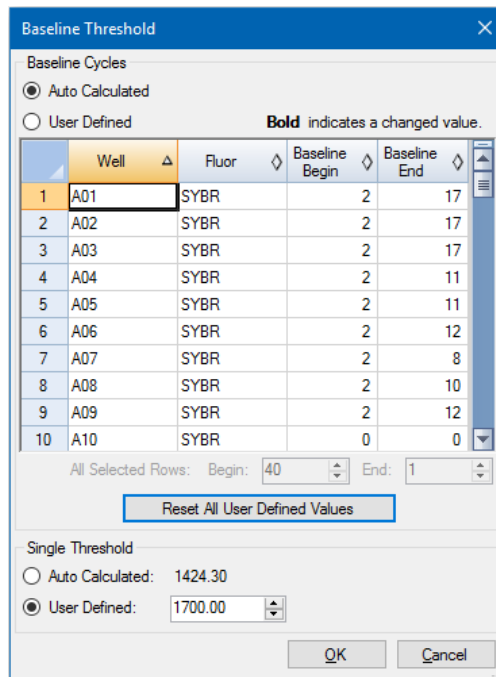 Baseline Threshold
Baseline Cycles
Auto Calculated
User Defined Bold indicates a changed value.
Well Fluor Baseline Begin Baseline End
1 A01 SYBR 2 17
2 A02 SYBR 2 17
3 A03 SYBR 2 17
4 A04 SYBR 2 11
5 A05 SYBR 2 11
6 A06 SYBR 2 12
7 A07 SYBR 2 8
8 A08 SYBR 2 10
9 A09 SYBR 2 12
10 A10 SYBR 0 0
All Selected Rows: Begin: 40 End: 1
Reset All User Defined Values
Single Threshold
Auto Calculated: 1424.30
User Defined: 1700.00
OK Cancel